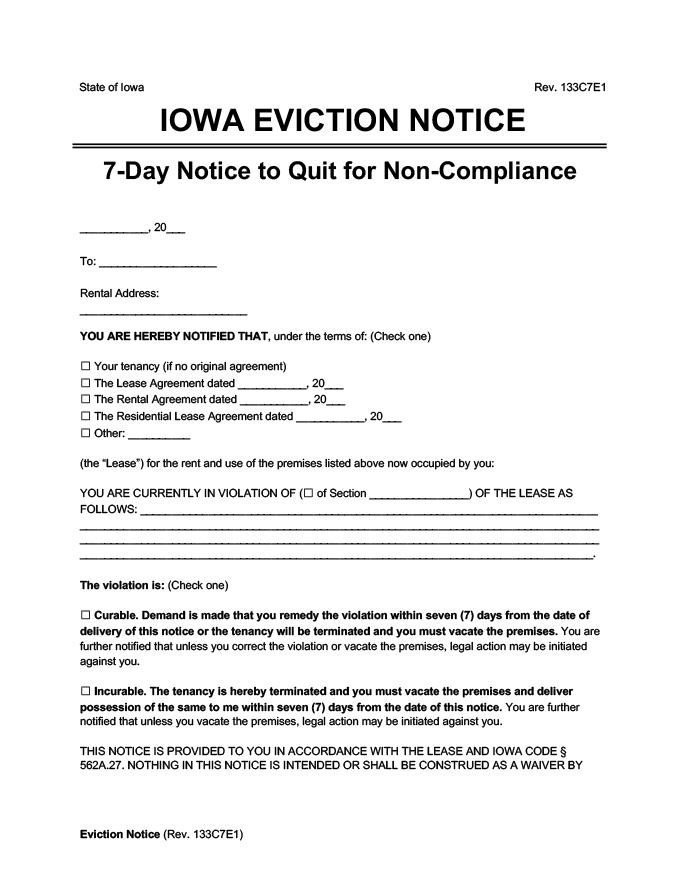 State of Iowa Rev. 133C7E1
IOWA EVICTION NOTICE
7-Day Notice to Quit for Non-Compliance
___________, 20___
To: ___________________
Rental Address:
___________________________
YOU ARE HEREBY NOTIFIED THAT, under the terms of: (Check one)
☐ Your tenancy (if no original agreement)
☐ The Lease Agreement dated ___________, 20___
☐ The Rental Agreement dated ___________, 20___
☐ The Residential Lease Agreement dated ___________, 20___
☐ Other: __________
(the “Lease”) for the rent and use of the premises listed above now occupied by you:
YOU ARE CURRENTLY IN VIOLATION OF (☐ of Section ________________) OF THE LEASE AS
FOLLOWS: __________________________________________________________________________
____________________________________________________________________________________
____________________________________________________________________________________
___________________________________________________________________________________.
The violation is: (Check one)
☐ Curable. Demand is made that you remedy the violation within seven (7) days from the date of
delivery of this notice or the tenancy will be terminated and you must vacate the premises. You are
further notified that unless you correct the violation or vacate the premises, legal action may be initiated
against you.
☐ Incurable. The tenancy is hereby terminated and you must vacate the premises and deliver
possession of the same to me within seven (7) days from the date of this notice. You are further
notified that unless you vacate the premises, legal action may be initiated against you.
THIS NOTICE IS PROVIDED TO YOU IN ACCORDANCE WITH THE LEASE AND IOWA CODE §
562A.27. NOTHING IN THIS NOTICE IS INTENDED OR SHALL BE CONSTRUED AS A WAIVER BY
Eviction Notice (Rev. 133C7E1)